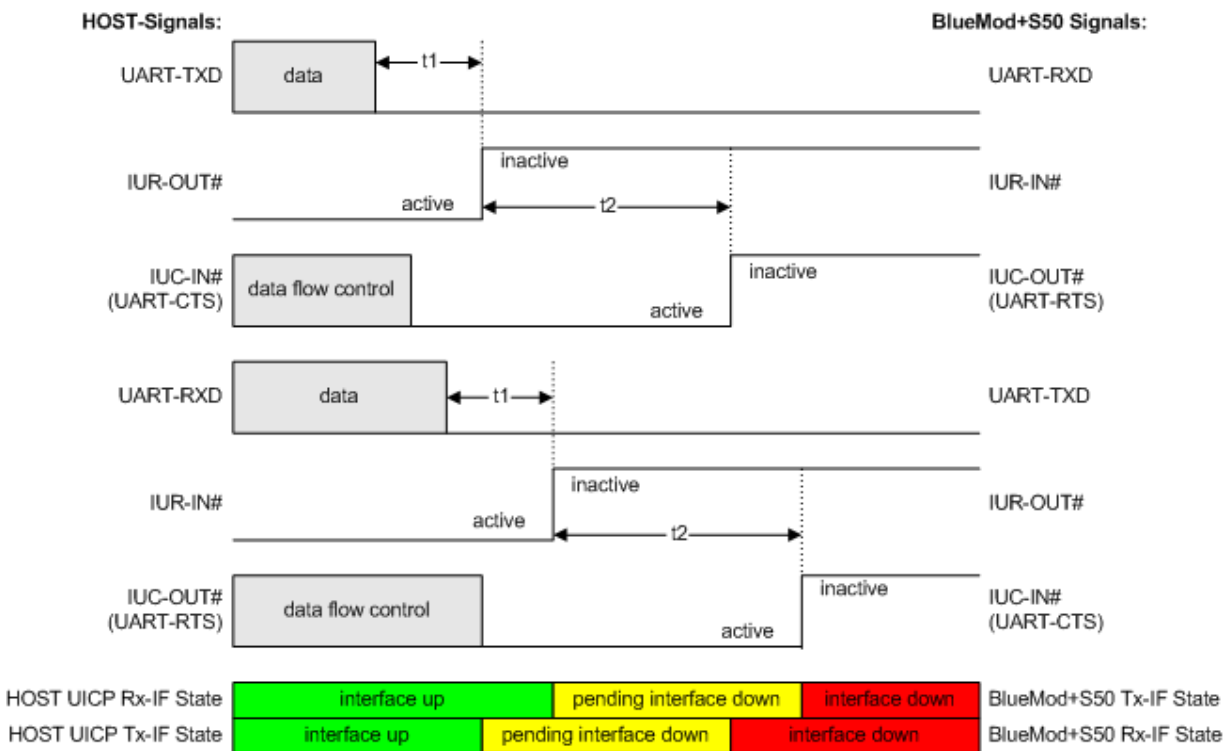 HOST-Signals:
BlueMod+S50 Signals:
UART-TXD
data
t1
UART-RXD
IUR-OUT#
inactive
active
t2
IUR-IN#
IUC-IN#
(UART-CTS)
data flow control
inactive
active
IUC-OUT#
(UART-RTS)
UART-RXD
data
t1
UART-TXD
IUR-IN#
inactive
active
t2
IUR-OUT#
IUC-OUT#
(UART-RTS)
data flow control
inactive
active
IUC-IN#
(UART-CTS)
HOST UICP Rx-IF State
interface up
pending interface down
interface down
BlueMod+S50 Tx-IF State
HOST UICP Tx-IF State
interface up
pending interface down
interface down
BlueMod+S50 Rx-IF State